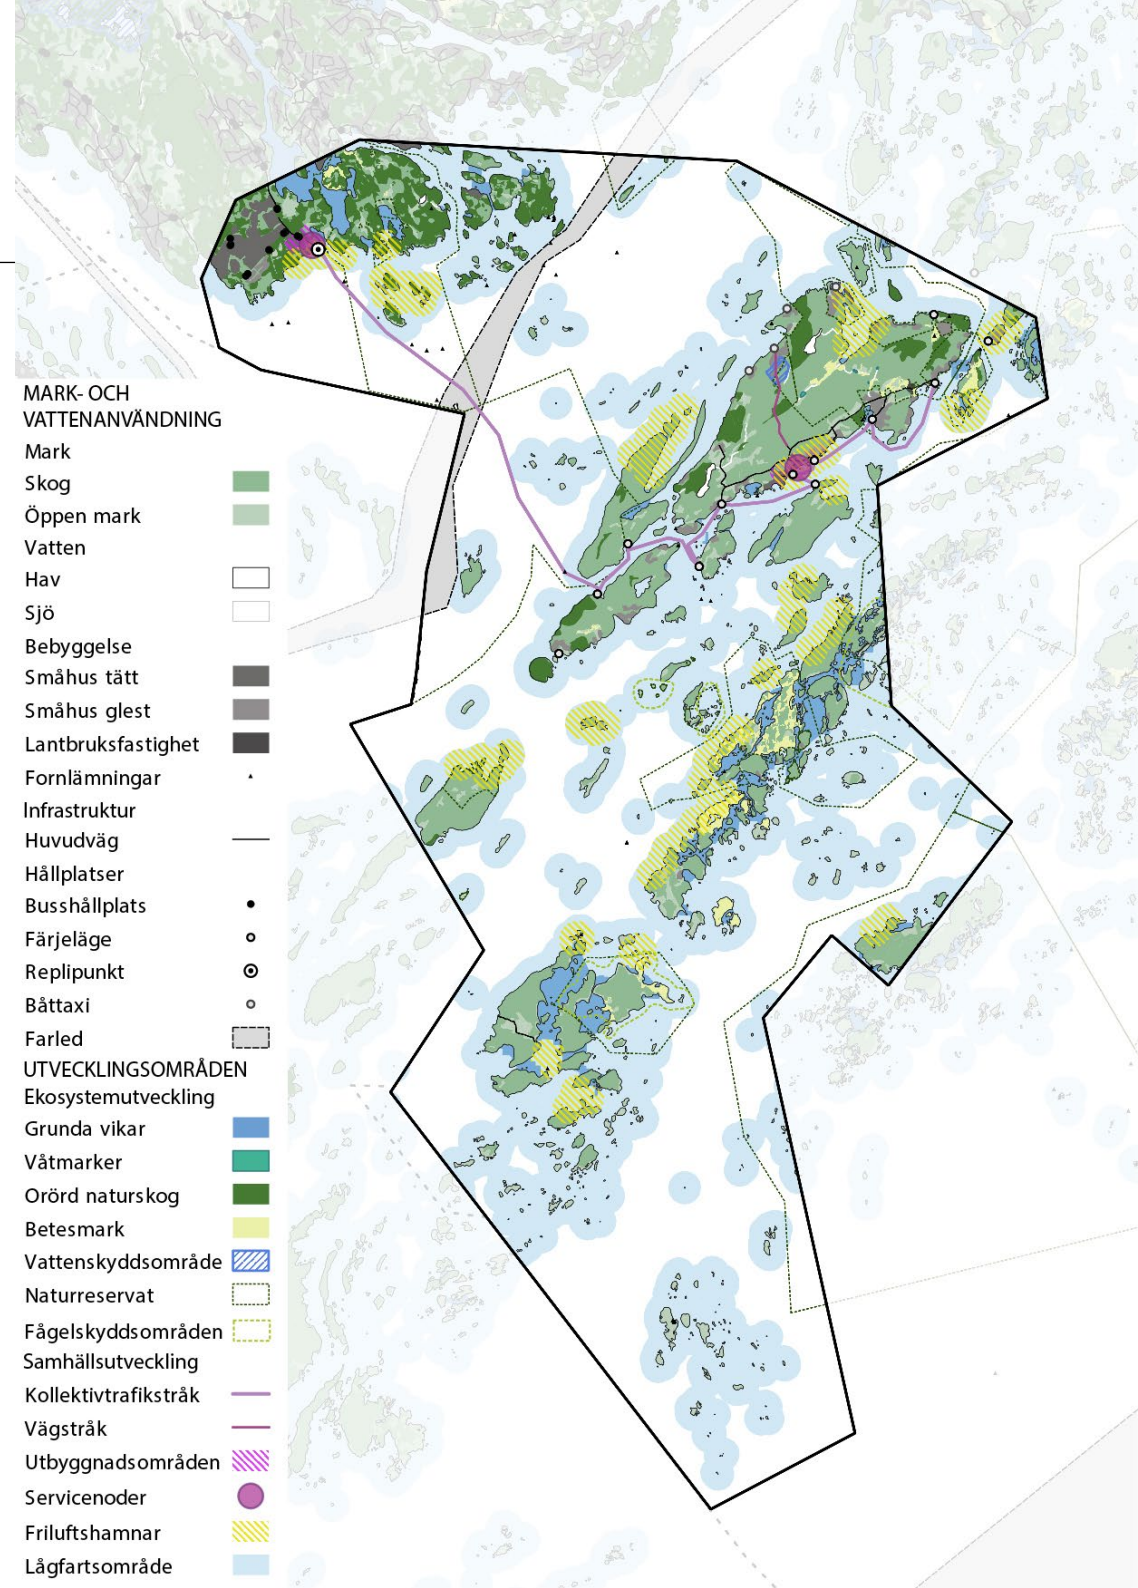 MARK- OCH
VATTENANVÄNDNING
Mark
Skog
Öppen mark
Vatten
Hav
Sjö
Bebyggelse
Småhus tätt
Småhus glest
Lantbruksfastighet
Fornlämningar
Infrastruktur
Huvudväg
Hållplatser
Busshållplats
Färjeläge
Replipunkt
Båttaxi
Farled
UTVECKLINGSOMRÅDEN
Ekosystemutveckling
Grunda vikar
Våtmarker
Orörd naturskog
Betesmark
Vattenskyddsområde
Naturreservat
Fågelskyddsområden
Samhällsutveckling
Kollektivtrafikstråk
Vägstråk
Utbyggnadsområden
Servicenoder
Friluftshamnar
Lågfartsområde